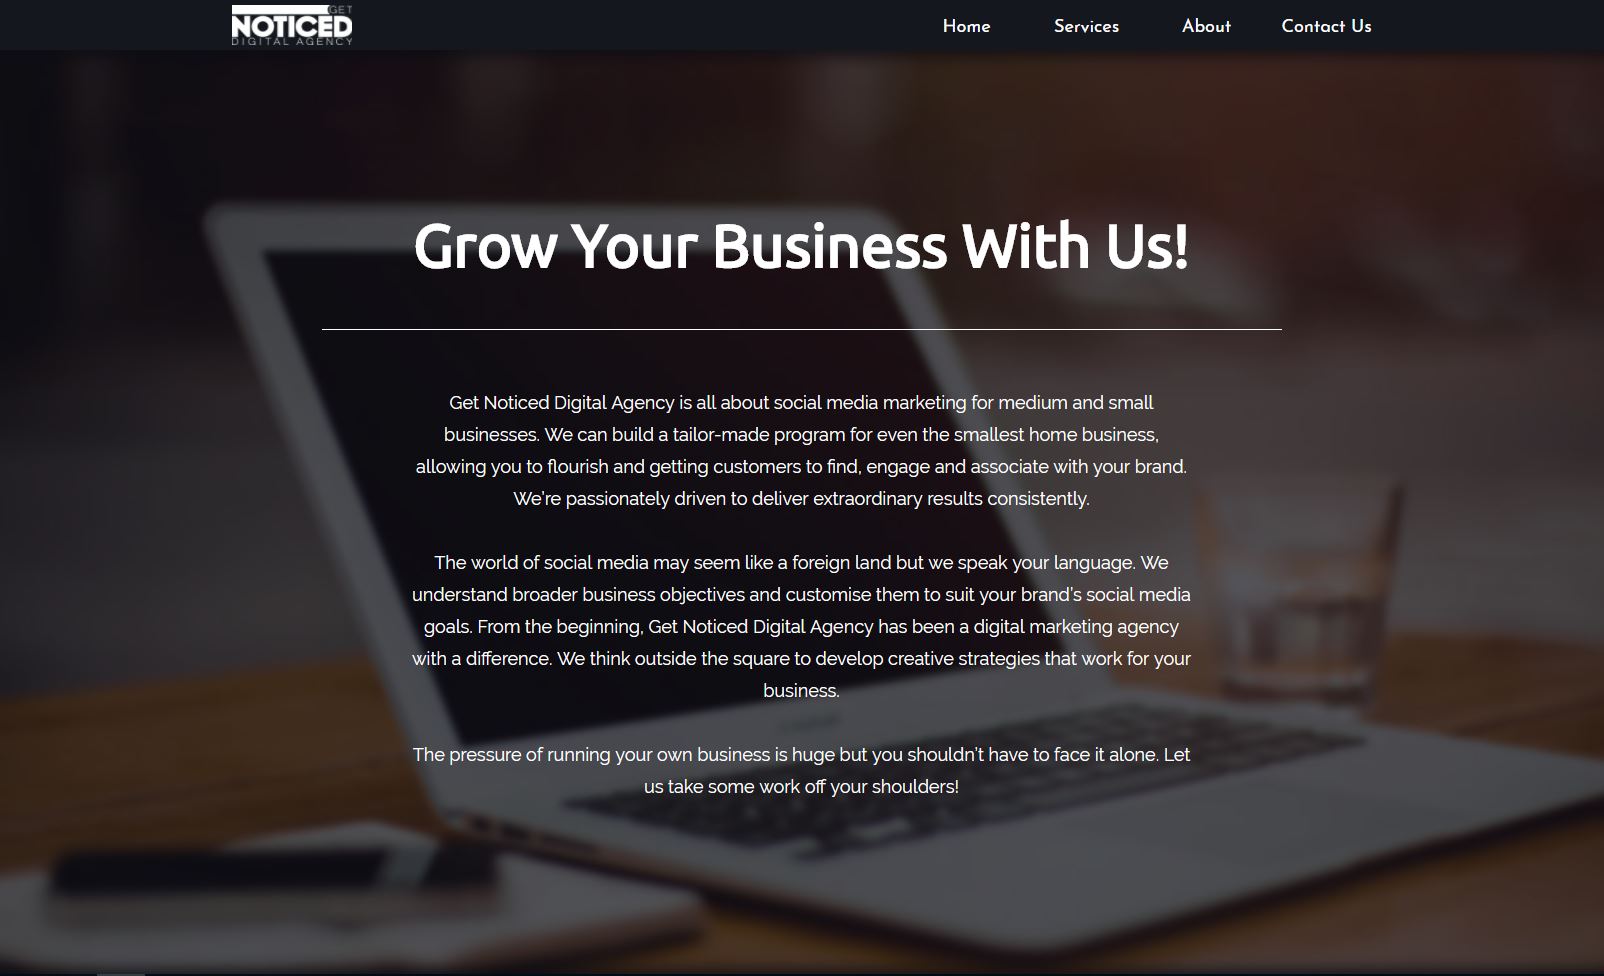 GET
NOTICED
DIGITAL AGENCY
Home Services About Contact Us
Grow Your Business With Us!
Get Noticed Digital Agency is all about social media marketing for medium and small
businesses. We can build a tailor-made program for even the smallest home business,
allowing you to flourish and getting customers to find, engage and associate with your brand.
We're passionately driven to deliver extraordinary results consistently.
The world of social media may seem like a foreign land but we speak your language. We
understand broader business objectives and customise them to suit your brand's social media
goals. From the beginning, Get Noticed Digital Agency has been a digital marketing agency
with a difference. We think outside the square to develop creative strategies that work for your
business.
The pressure of running your own business is huge but you shouldn't have to face it alone. Let
us take some work off your shoulders!